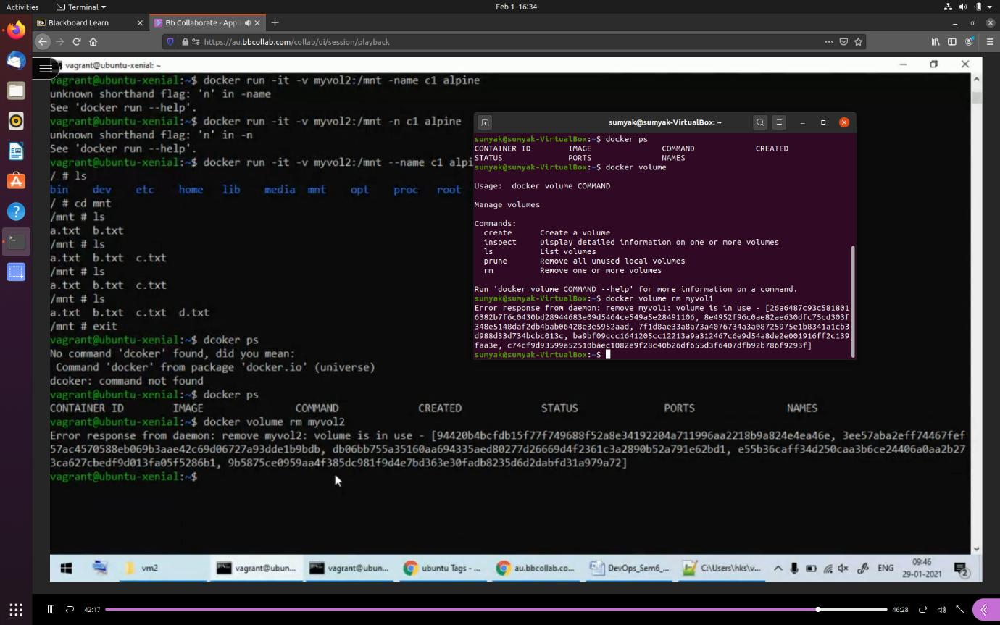 Activities
Terminal
Feb 1 16:34
Blackboard Learn
Bb Collaborate - Appli
https://au.bbcollab.com/collab/ui/session/playback
vagrant@ubuntu-xenial: ~
vagrant@ubuntu-xenial:~$ docker run -it -v myvol2:/mnt -name c1 alpine
unknown shorthand flag: 'n' in -name
See 'docker run --help'.
vagrant@ubuntu-xenial:~$ docker run -it -v myvol2:/mnt -n c1 alpine
unknown shorthand flag: 'n' in -n
See 'docker run --help'.
vagrant@ubuntu-xenial:~$ docker run -it -v myvol2:/mnt --name c1 alpi
/ # ls
bin dev etc home lib media mnt opt proc root
/ # cd mnt
/mnt # ls
a.txt b.txt
/mnt # ls
a.txt b.txt c.txt
/mnt # ls
a.txt b.txt c.txt
/mnt # ls
a.txt b.txt c.txt d.txt
/mnt # exit
vagrant@ubuntu-xenial:~$ dcoker ps
No command 'dcoker' found, did you mean:
Command 'docker' from package 'docker.io' (universe)
dcoker: command not found
vagrant@ubuntu-xenial:~$ docker ps
CONTAINER ID IMAGE COMMAND CREATED STATUS PORTS NAMES
vagrant@ubuntu-xenial:~$ docker volume rm myvol2
Error response from daemon: remove myvol2: volume is in use - [94420b4bcfdb15f77f749688f52a8e34192204a711996aa2218b9a824e4ea46e, 3ee57aba2eff74467fef
57ac4570588eb069b3aae42c69d06727a93dde1b9bdb, db06bb755a35160aa694335aed80277d26669d4f2361c3a2890b52a791e62bd1, e55b36caff34d250caa3b6ce24406a0aa2b27
3ca627cbedf9d013fa05f5286b1, 9b5875ce0959aa4f385dc981f9d4e7bd363e30fadb8235d6d2dabfd31a979a72]
vagrant@ubuntu-xenial:~$
sumyak@sumyak-VirtualBox: ~
sumyak@sumyak-VirtualBox:~$ docker ps
CONTAINER ID IMAGE COMMAND CREATED
STATUS PORTS NAMES
sumyak@sumyak-VirtualBox:~$ docker volume
Usage: docker volume COMMAND
Manage volumes
Commands:
create Create a volume
inspect Display detailed information on one or more volumes
ls List volumes
prune Remove all unused local volumes
rm Remove one or more volumes
Run 'docker volume COMMAND --help' for more information on a command.
sumyak@sumyak-VirtualBox:~$ docker volume rm myvol1
Error response from daemon: remove myvol1: volume is in use - [26a6487c93c581801
6382b7f6c0430bd28944683e09d5464ce549a5e28491106, 8e4952f96c0ae82ae630dfc75cd303f
348e5148daf2db4bab06428e3e5952aad, 7f1d8ae33a8a73a4076734a3a08725975e1b8341a1cb3
d988d33d734bcbc013c, ba9bf09ccc1641205cc12213a9a312467c6e9d54a8de2e001916ff2c139
faa3e, c74cf9d93599a52510baec1082e9f28c40b26df655d3f6407dfb92b786f9293f]
sumyak@sumyak-VirtualBox:~$
vm2
vagrant@ubun...
vagrant@ubun...
ubuntu Tags - ...
au.bbcollab.co...
DevOps_Sem6_...
C:\Users\hks\v...
ENG
09:46
29-01-2021
2
42:17
46:28